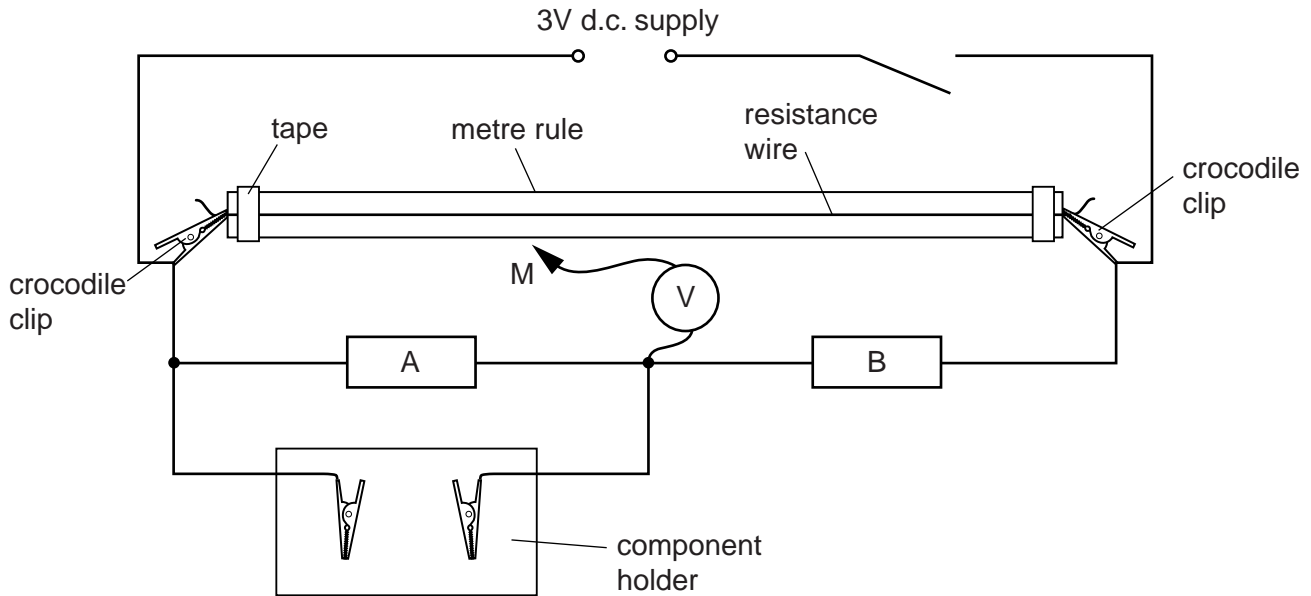 3V d.c. supply
tape
metre rule
resistance
wire
crocodile
clip
crocodile
clip
M
V
A
B
component
holder